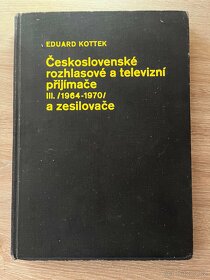 EDUARD KOTTEK
Československé
rozhlasové a televizní
přijímače
III. /1964-1970/
a zesilovače